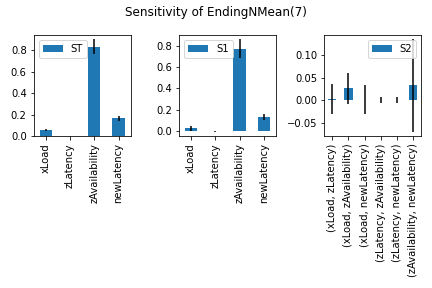 Sensitivity of EndingNMean(7)
ST
0.8
0.6
0.4
0.2
0.0
xLoad
zLatency
zAvailability
newLatency
S1
0.8
0.6
0.4
0.2
0.0
xLoad
zLatency
zAvailability
newLatency
S2
0.10
0.05
0.00
−0.05
(xLoad, zLatency)
(xLoad, zAvailability)
(xLoad, newLatency)
(zLatency, zAvailability)
(zLatency, newLatency)
(zAvailability, newLatency)